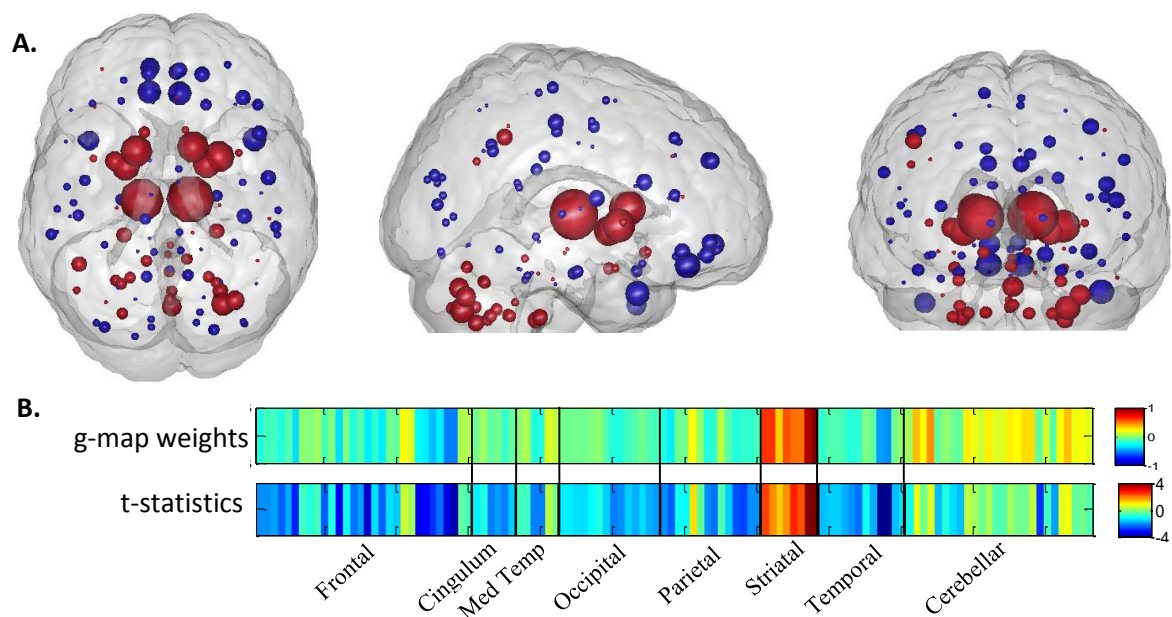 A.
B.
g-map weights
1
0
-1
t-statistics
4
0
-4
Frontal
Cingulum
Med Temp
Occipital
Parietal
Striatal
Temporal
Cerebellar